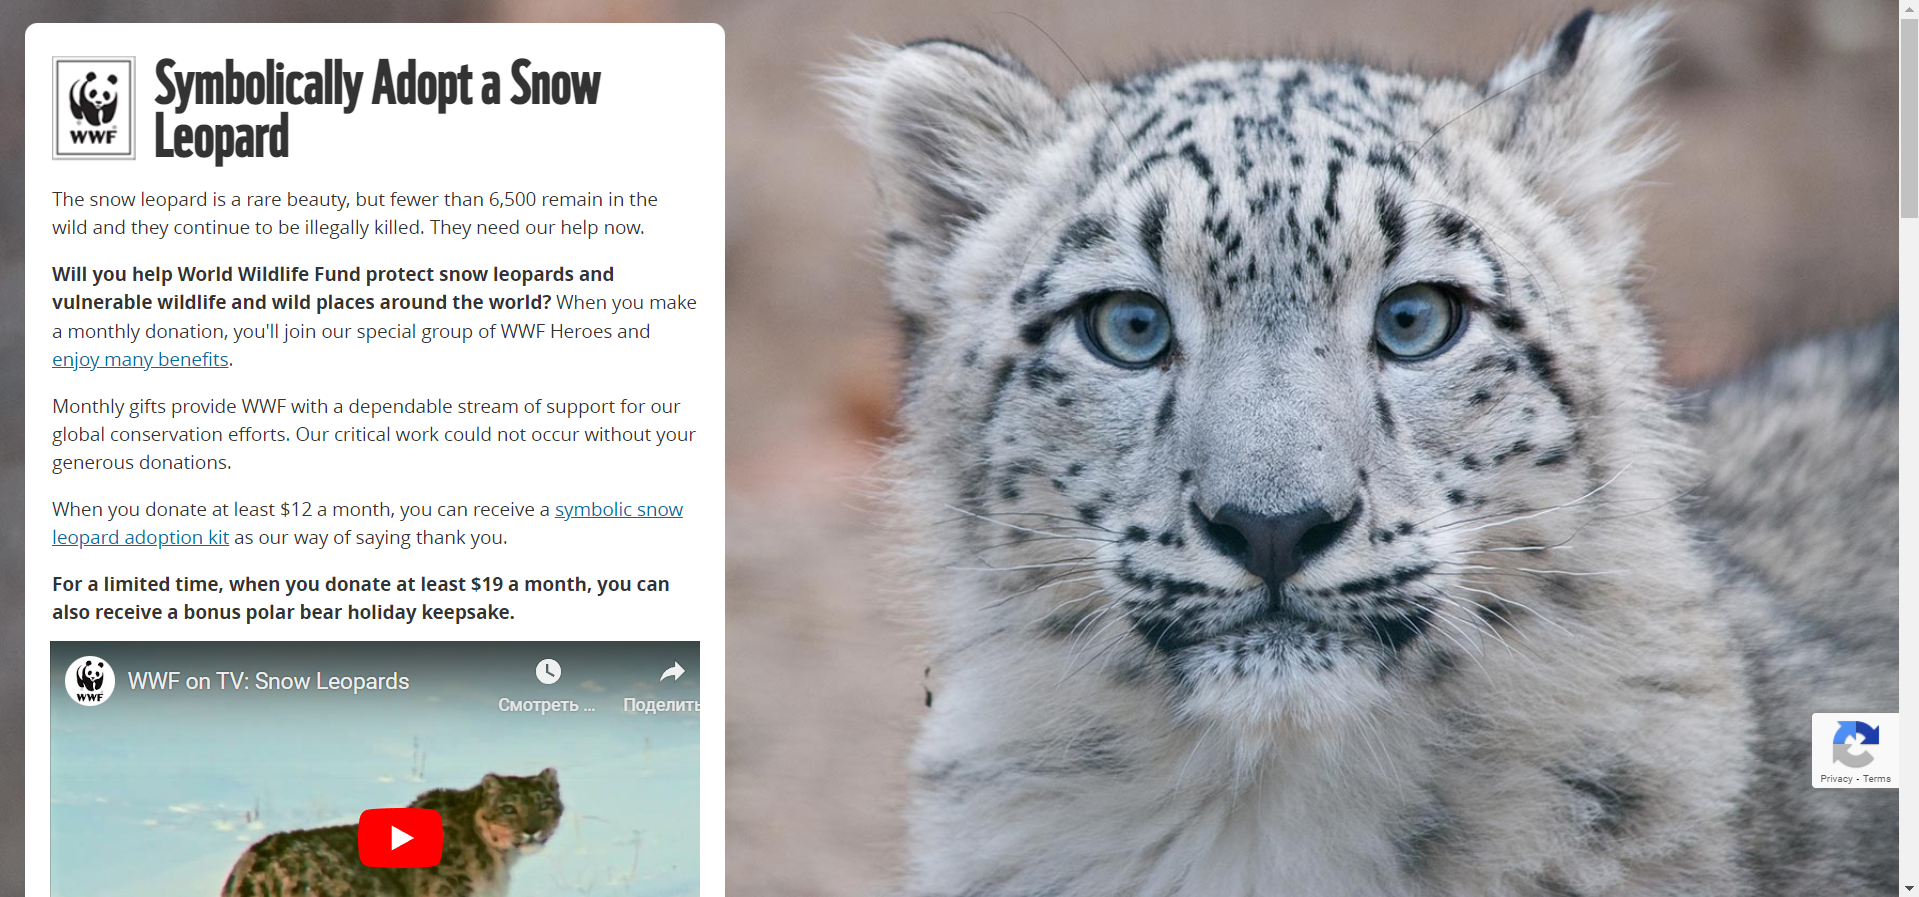 Symbolically Adopt a Snow
Leopard
WWF
The snow leopard is a rare beauty, but fewer than 6,500 remain in the
wild and they continue to be illegally killed. They need our help now.
Will you help World Wildlife Fund protect snow leopards and
vulnerable wildlife and wild places around the world? When you make
a monthly donation, you'll join our special group of WWF Heroes and
enjoy many benefits.
Monthly gifts provide WWF with a dependable stream of support for our
global conservation efforts. Our critical work could not occur without your
generous donations.
When you donate at least $12 a month, you can receive a symbolic snow
leopard adoption kit as our way of saying thank you.
For a limited time, when you donate at least $19 a month, you can
also receive a bonus polar bear holiday keepsake.
WWF
WWF on TV: Snow Leopards
Смотреть ...
Поделить
Privacy - Terms